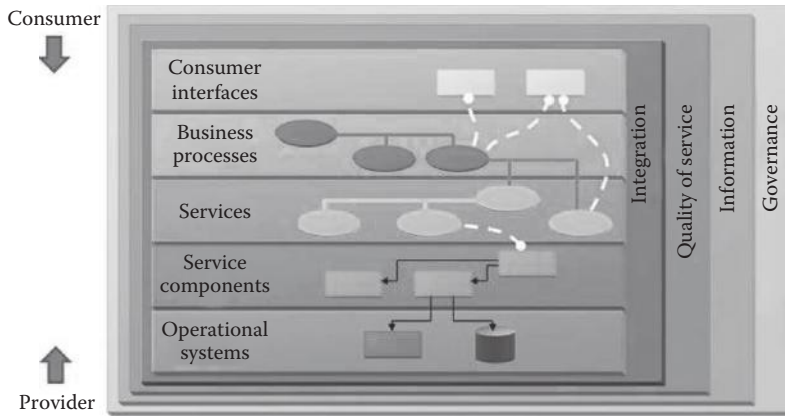 Consumer
Consumer
interfaces
Business
processes
Services
Service
components
Operational
systems
Provider
Integration
Quality of service
Information
Governance